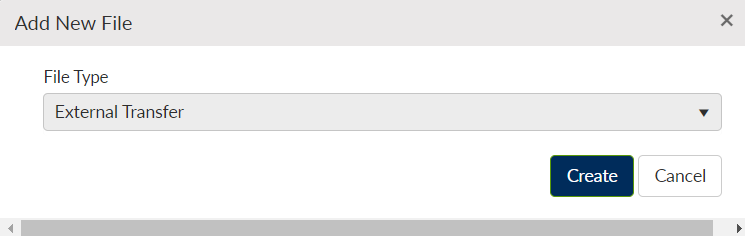 Add New File
File Type
External Transfer
Create Cancel